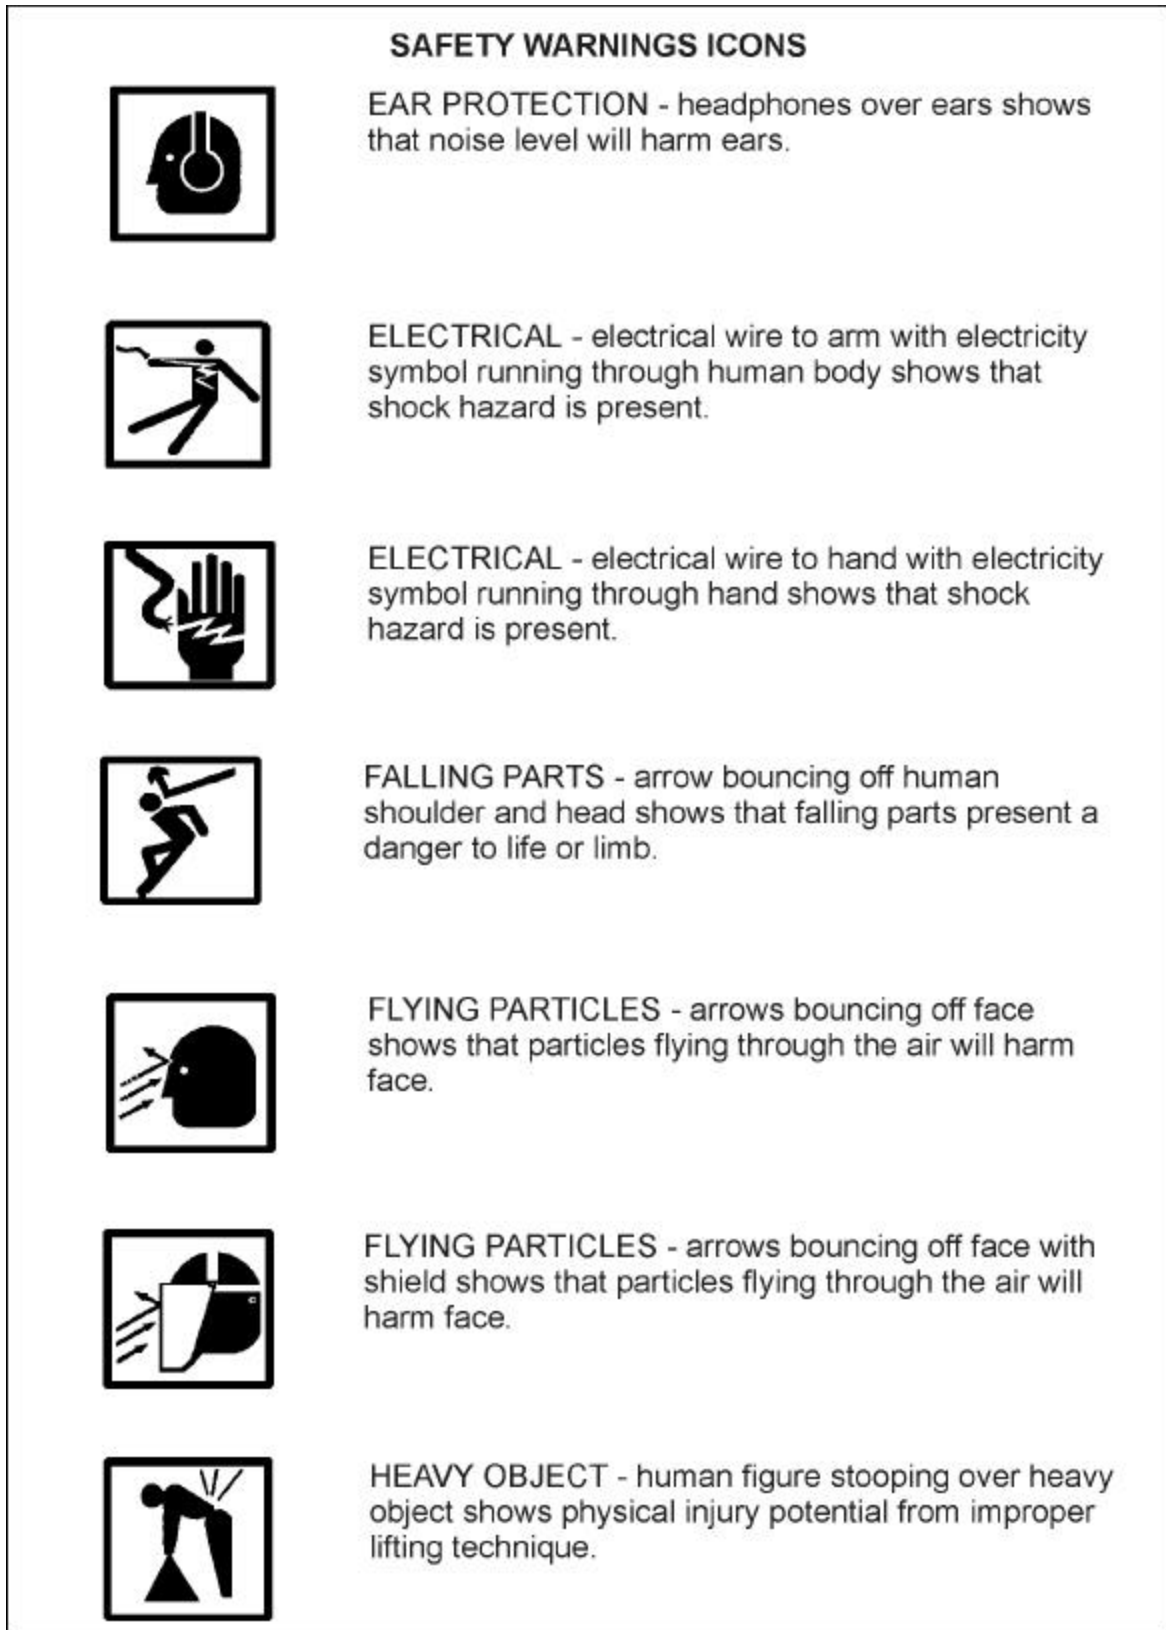 SAFETY WARNINGS ICONS
EAR PROTECTION - headphones over ears shows
that noise level will harm ears.
ELECTRICAL - electrical wire to arm with electricity
symbol running through human body shows that
shock hazard is present.
ELECTRICAL - electrical wire to hand with electricity
symbol running through hand shows that shock
hazard is present.
FALLING PARTS - arrow bouncing off human
shoulder and head shows that falling parts present a
danger to life or limb.
FLYING PARTICLES - arrows bouncing off face
shows that particles flying through the air will harm
face.
FLYING PARTICLES - arrows bouncing off face with
shield shows that particles flying through the air will
harm face.
HEAVY OBJECT - human figure stooping over heavy
object shows physical injury potential from improper
lifting technique.